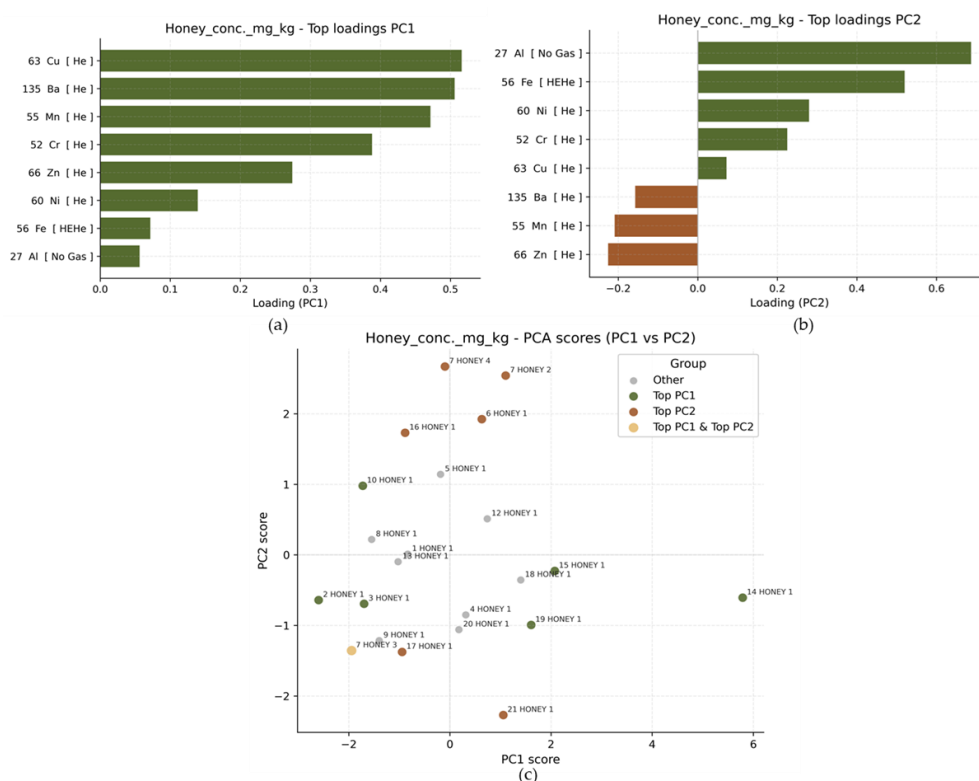 Honey_conc._mg_kg - Top loadings PC1
63 Cu [ He ]
135 Ba [ He ]
55 Mn [ He ]
52 Cr [ He ]
66 Zn [ He ]
60 Ni [ He ]
56 Fe [ HEHe ]
27 Al [ No Gas ]
0.0 0.1 0.2 0.3 0.4 0.5
Loading (PC1)
(a)
Honey_conc._mg_kg - Top loadings PC2
27 Al [ No Gas ]
56 Fe [ HEHe ]
60 Ni [ He ]
52 Cr [ He ]
63 Cu [ He ]
135 Ba [ He ]
55 Mn [ He ]
66 Zn [ He ]
−0.2 0.0 0.2 0.4 0.6
Loading (PC2)
(b)
Honey_conc._mg_kg - PCA scores (PC1 vs PC2)
Group
Other
Top PC1
Top PC2
Top PC1 & Top PC2
7 HONEY 4
7 HONEY 2
6 HONEY 1
16 HONEY 1
5 HONEY 1
10 HONEY 1
12 HONEY 1
8 HONEY 1
1 HONEY 1
13 HONEY 1
15 HONEY 1
18 HONEY 1
2 HONEY 1
3 HONEY 1
14 HONEY 1
4 HONEY 1
19 HONEY 1
20 HONEY 1
9 HONEY 1
7 HONEY 3
17 HONEY 1
21 HONEY 1
PC2 score
2
1
0
−1
−2
−2 0 2 4 6
PC1 score
(c)